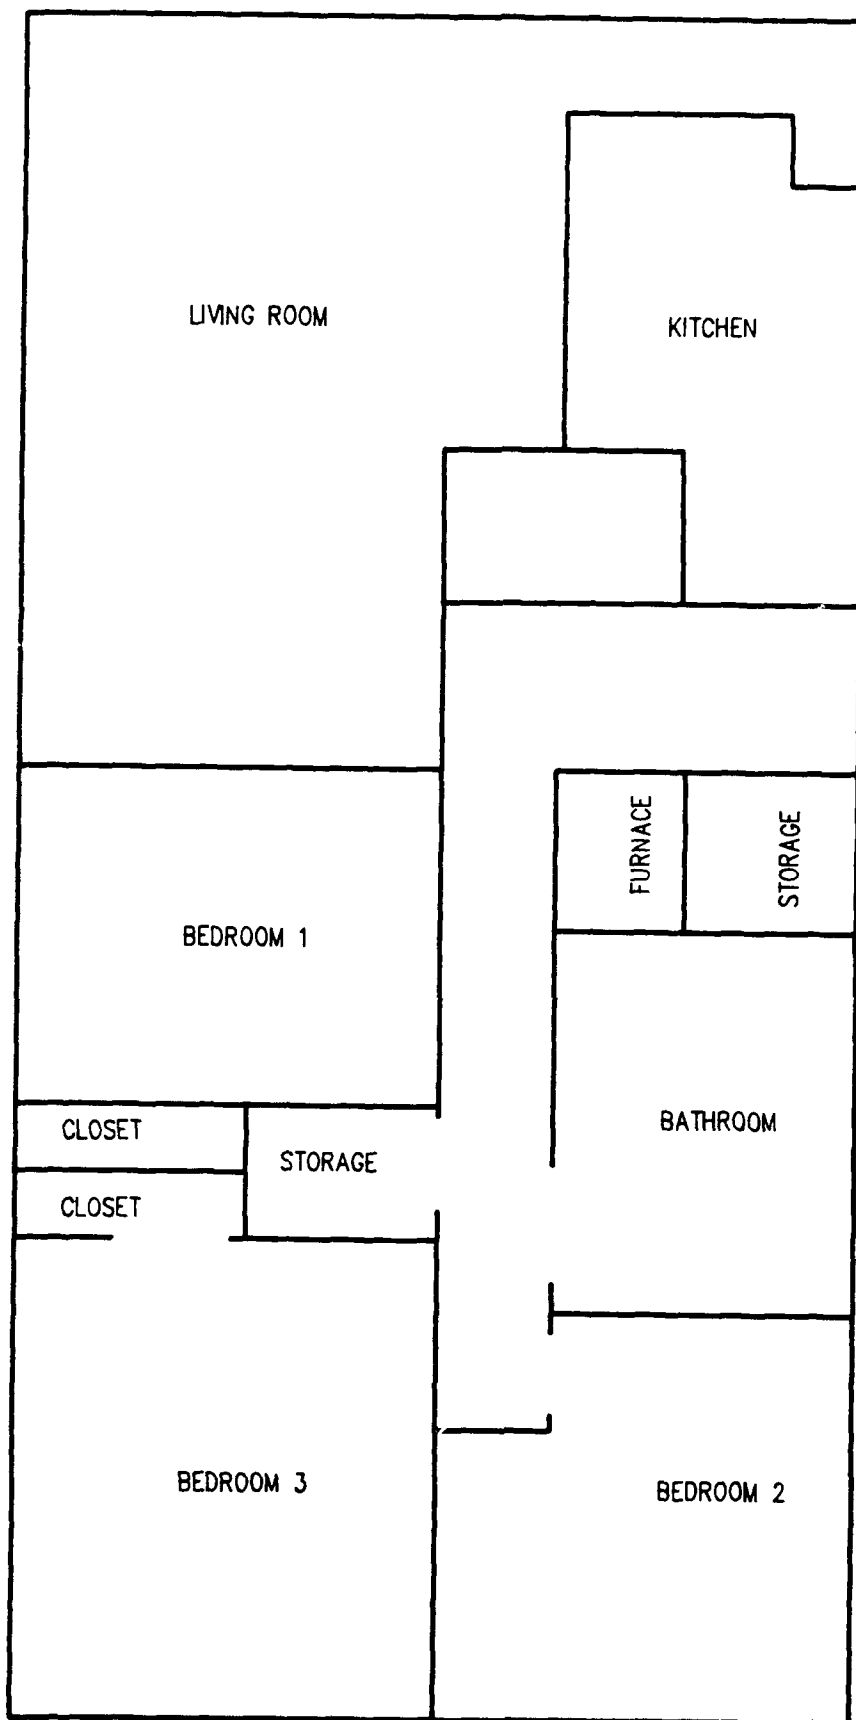 LIVING ROOM
KITCHEN
FURNACE
STORAGE
BEDROOM 1
CLOSET
STORAGE
BATHROOM
CLOSET
BEDROOM 3
BEDROOM 2